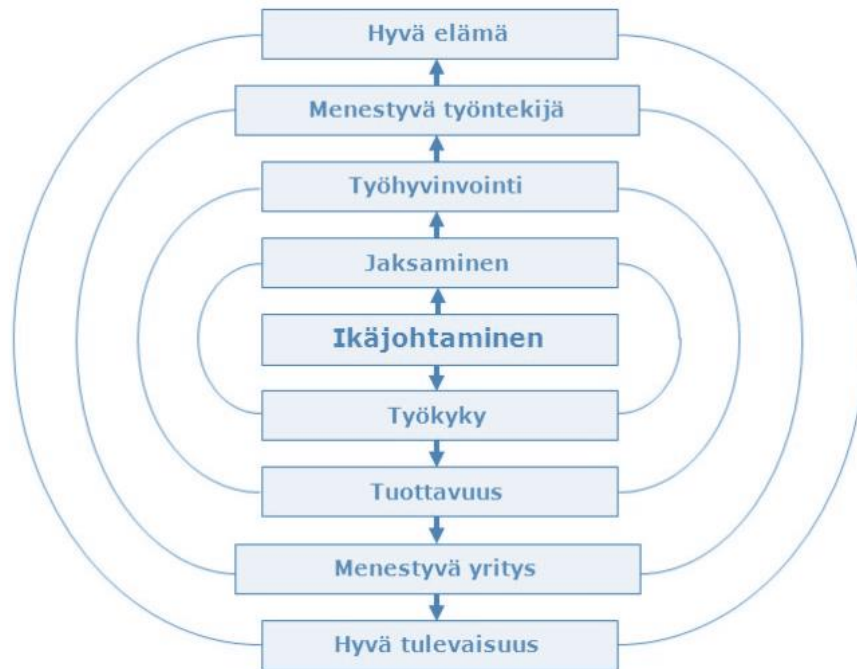 Hyvä elämä
Menestyvä työntekijä
Työhyvinvointi
Jaksaminen
Ikäjohtaminen
Työkyky
Tuottavuus
Menestyvä yritys
Hyvä tulevaisuus